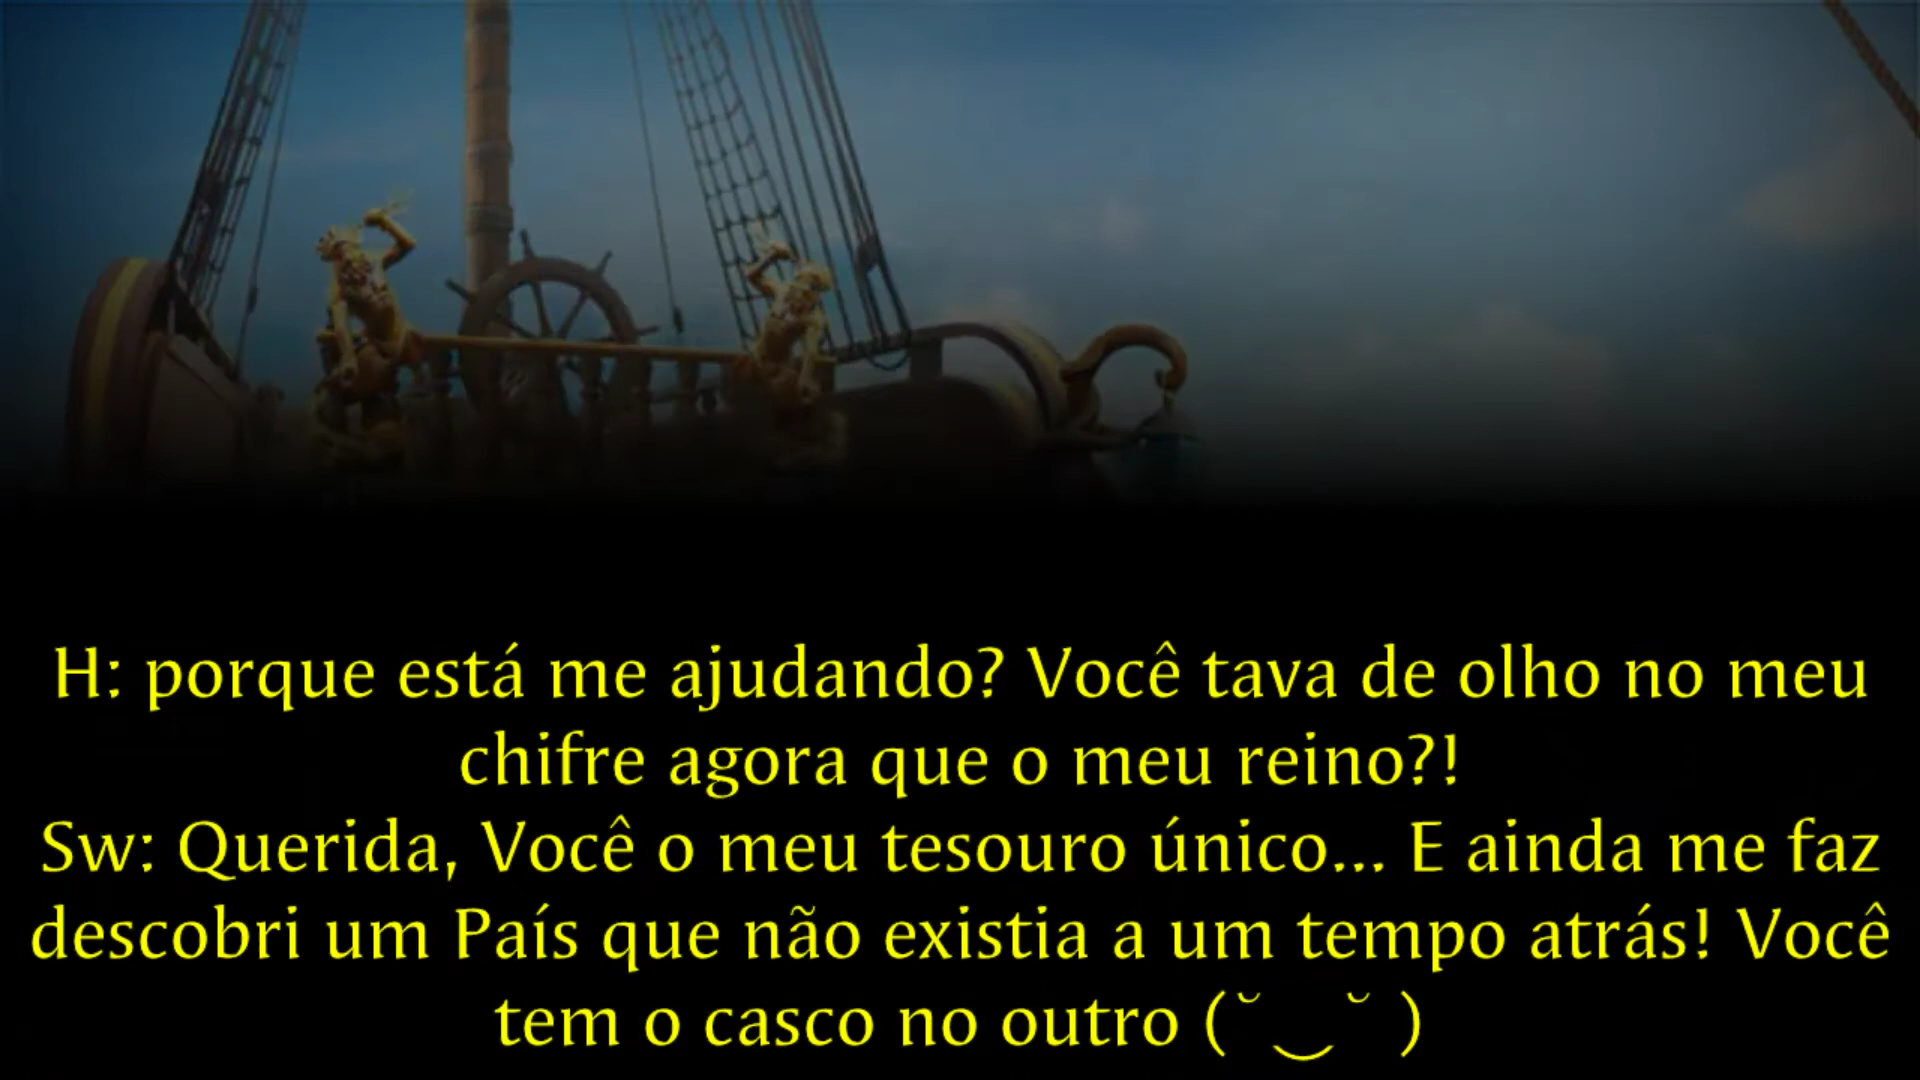 H: porque está me ajudando? Você tava de olho no meu
chifre agora que o meu reino?!
Sw: Querida, Você o meu tesouro único... E ainda me faz
descobri um País que não existia a um tempo atrás! Você
tem o casco no outro (˘‿˘ )